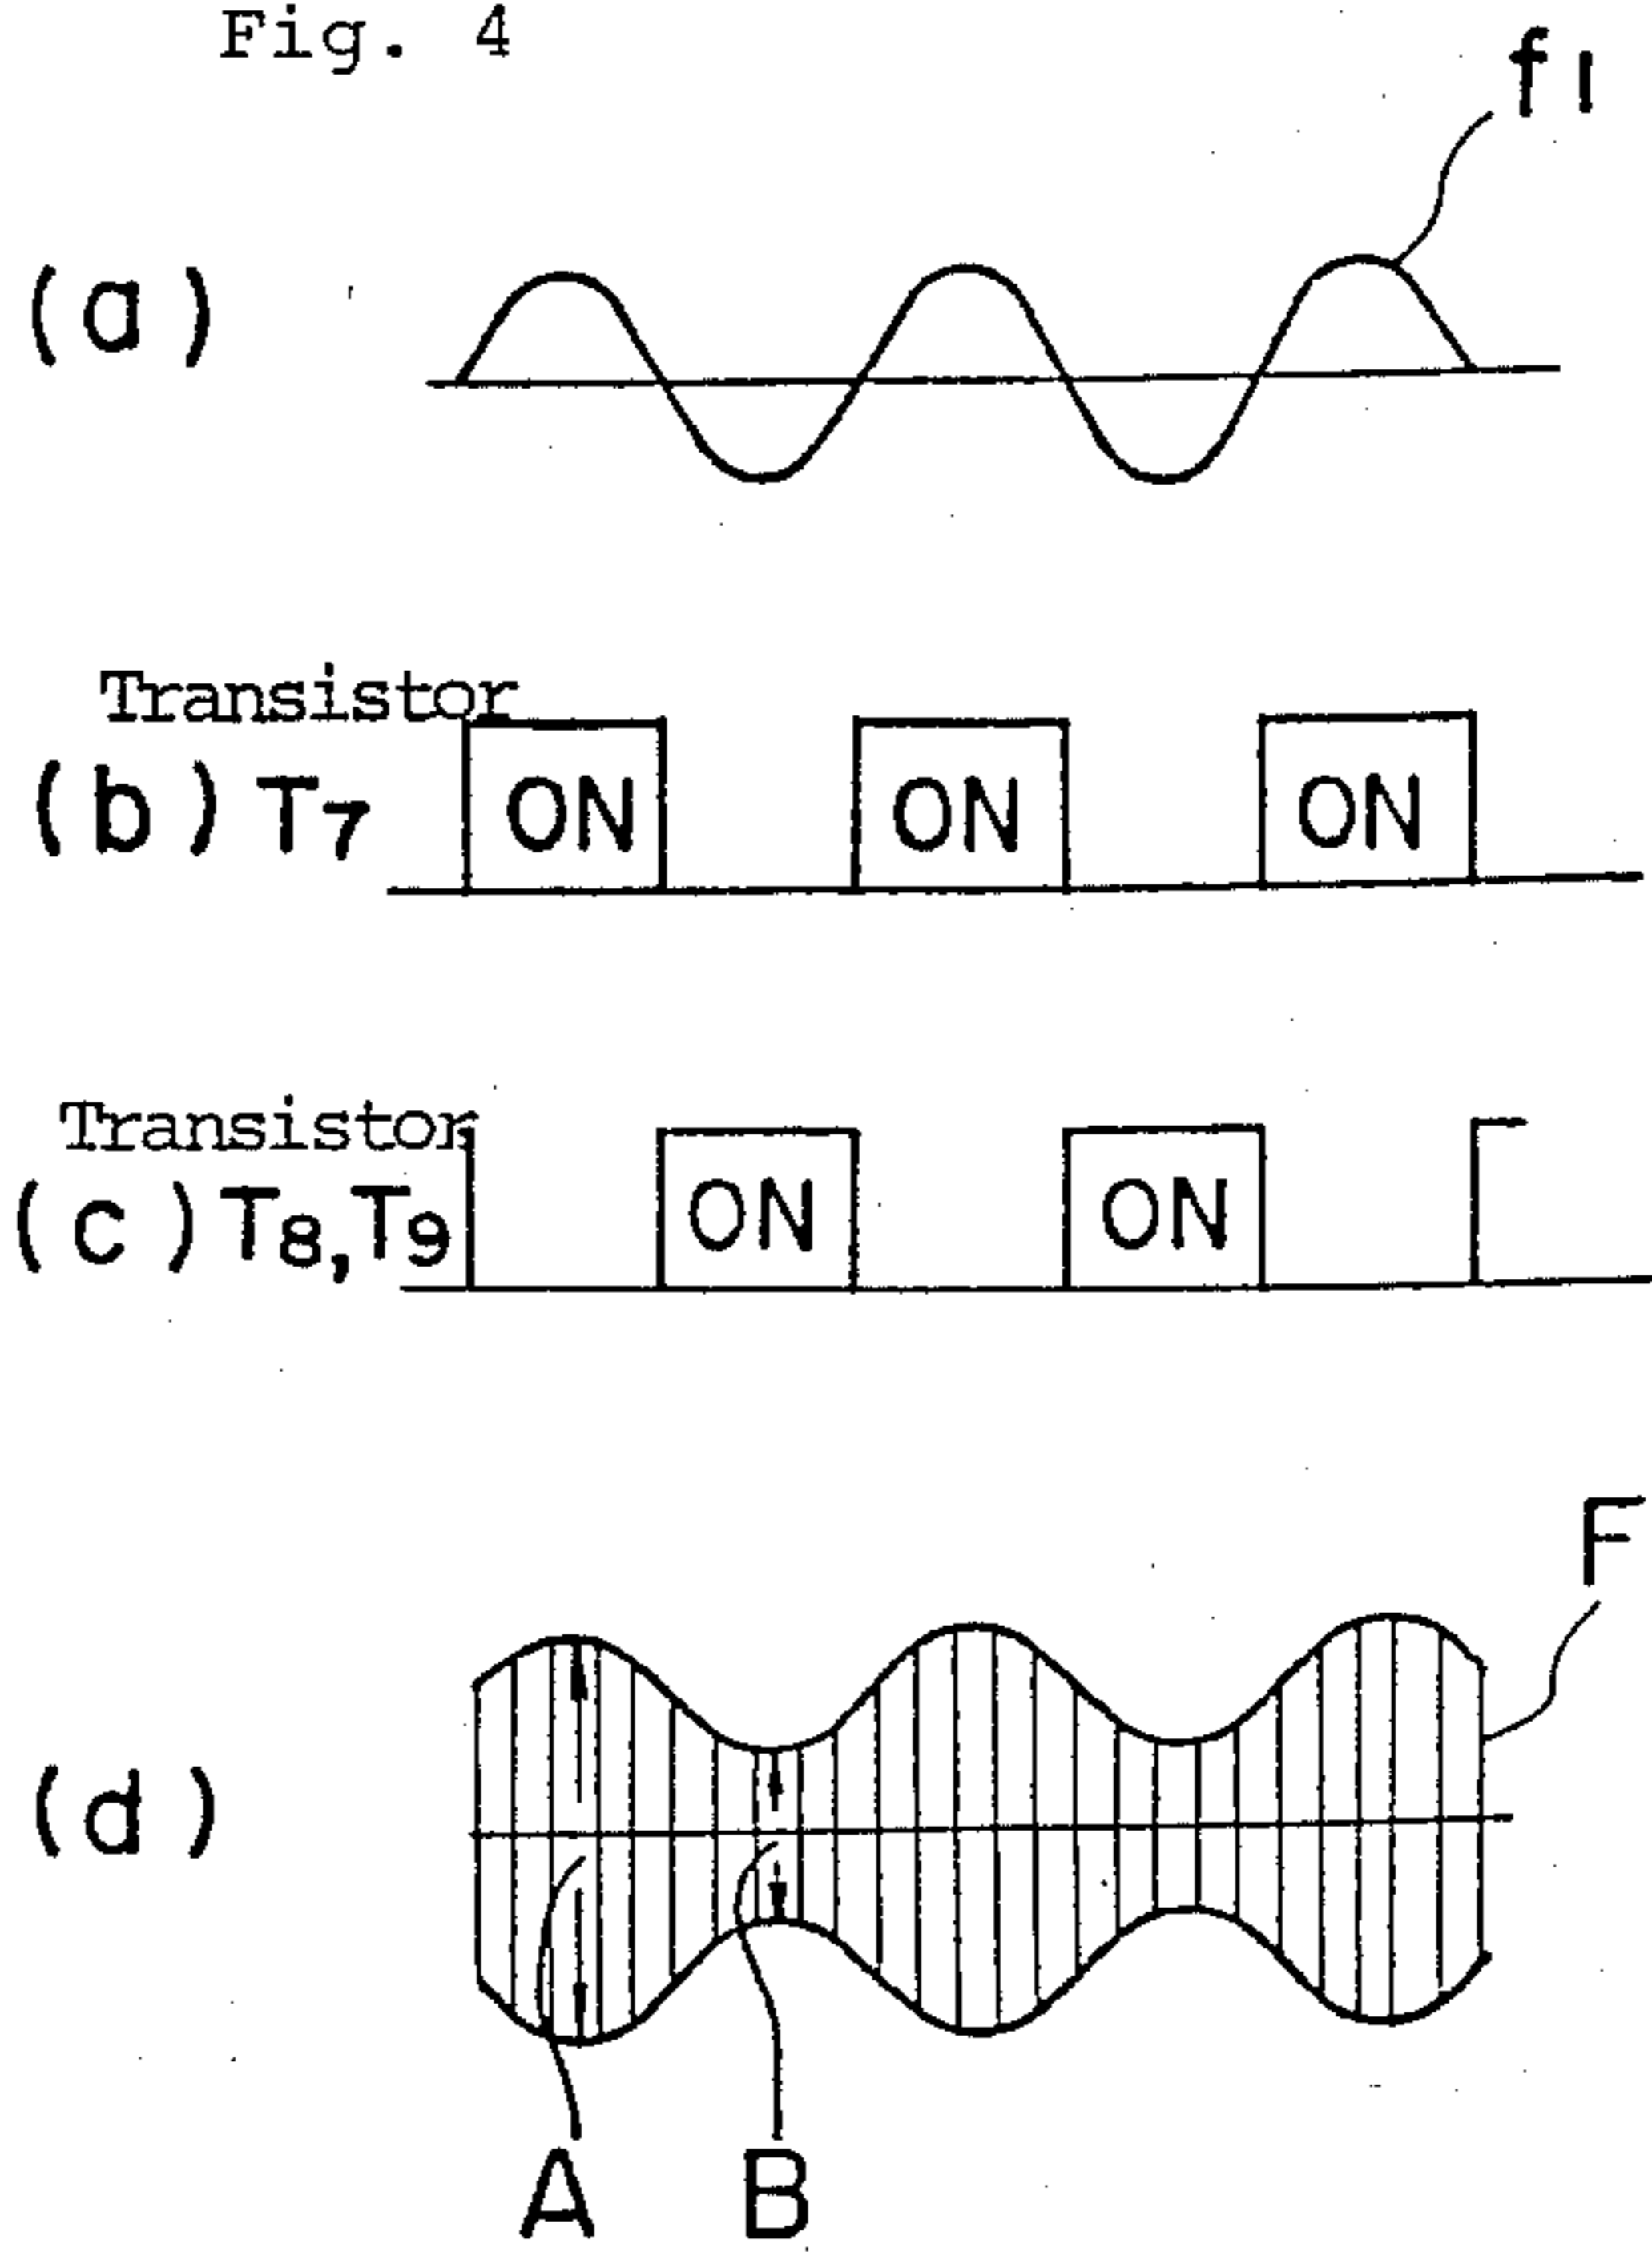 Fig. 4
f1
(a)
Transistor
(b) T7
ON ON ON
Transistor
(c) T8,T9
ON ON
F
(d)
A B